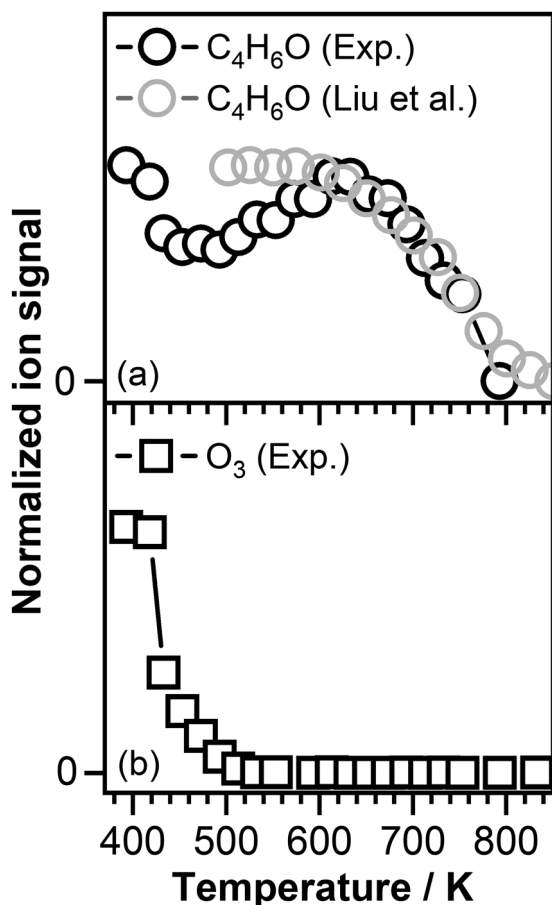 C₄H₆O (Exp.)
C₄H₆O (Liu et al.)
Normalized ion signal
0
(a)
O₃ (Exp.)
0
(b)
400 500 600 700 800
Temperature / K